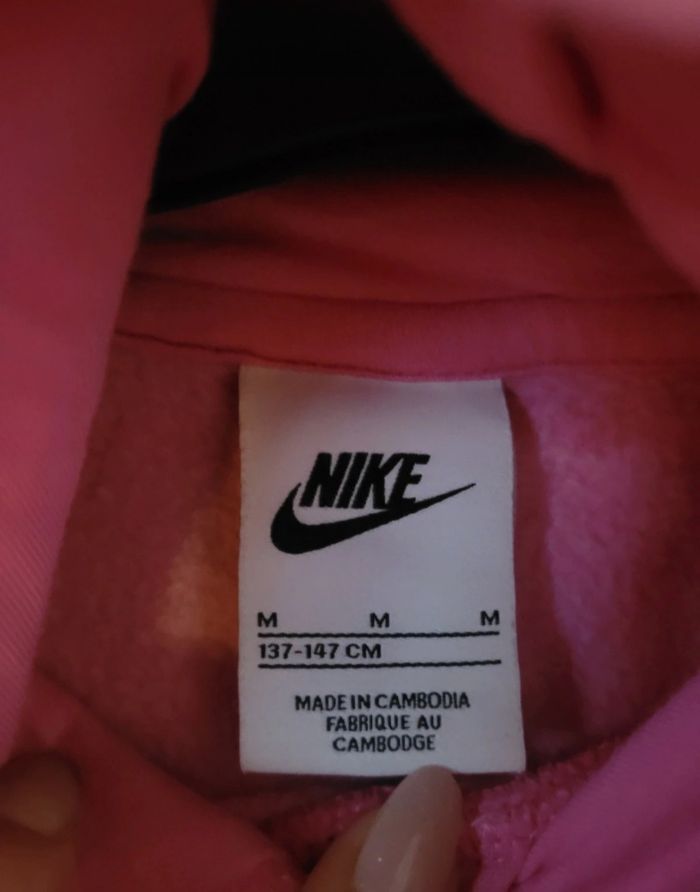 NIKE
M M M
137-147 CM
MADE IN CAMBODIA
FABRIQUE AU
CAMBODGE